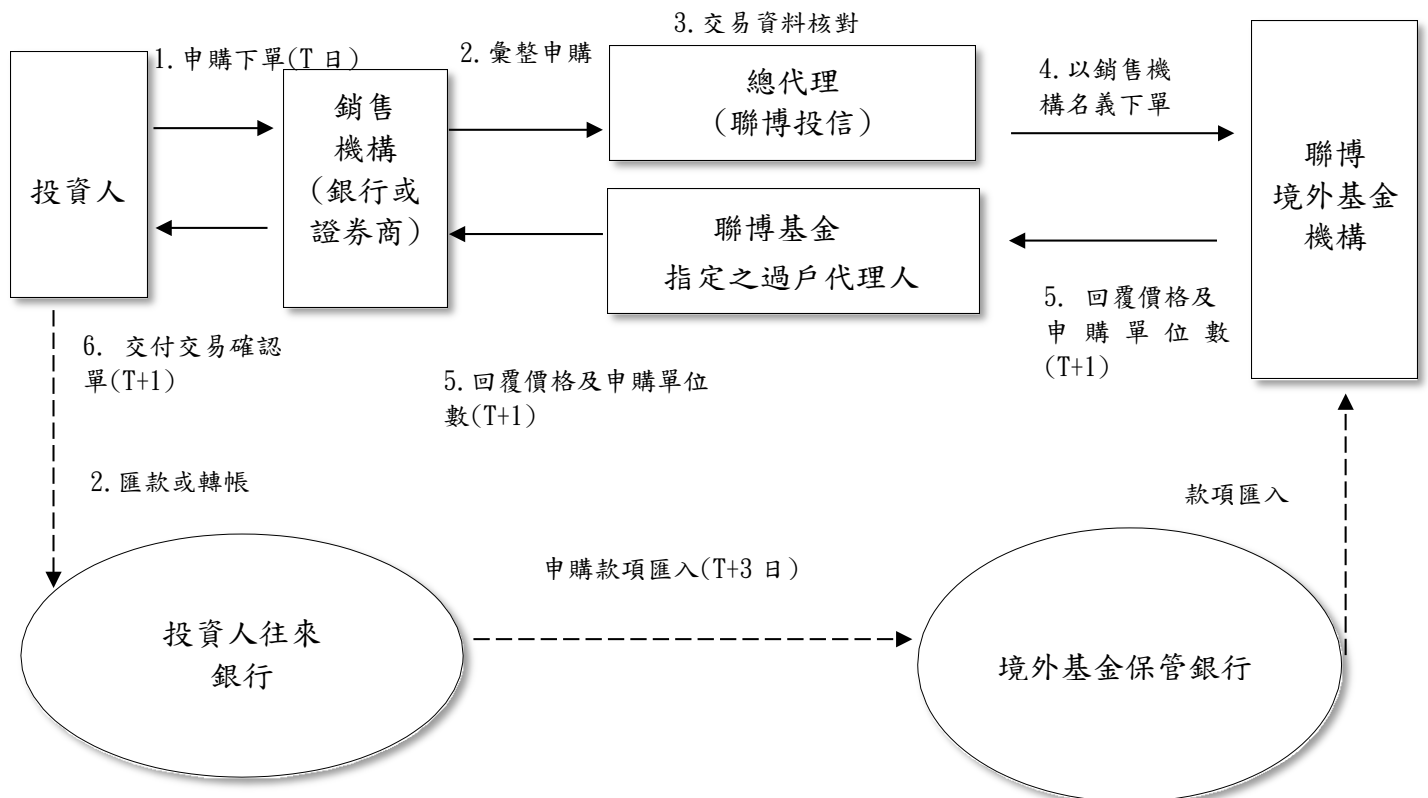 3.交易資料核對
1.申購下單(T 日)
2.彙整申購
4.以銷售機
構名義下單
總代理
(聯博投信)
銷售
機構
(銀行或
證券商)
投資人
聯博
境外基金
機構
聯博基金
指定之過戶代理人
5. 回覆價格及
申購單位數
(T+1)
6. 交付交易確認
單(T+1)
5.回覆價格及申購單位
數(T+1)
2.匯款或轉帳
款項匯入
申購款項匯入(T+3 日)
投資人往來
銀行
境外基金保管銀行